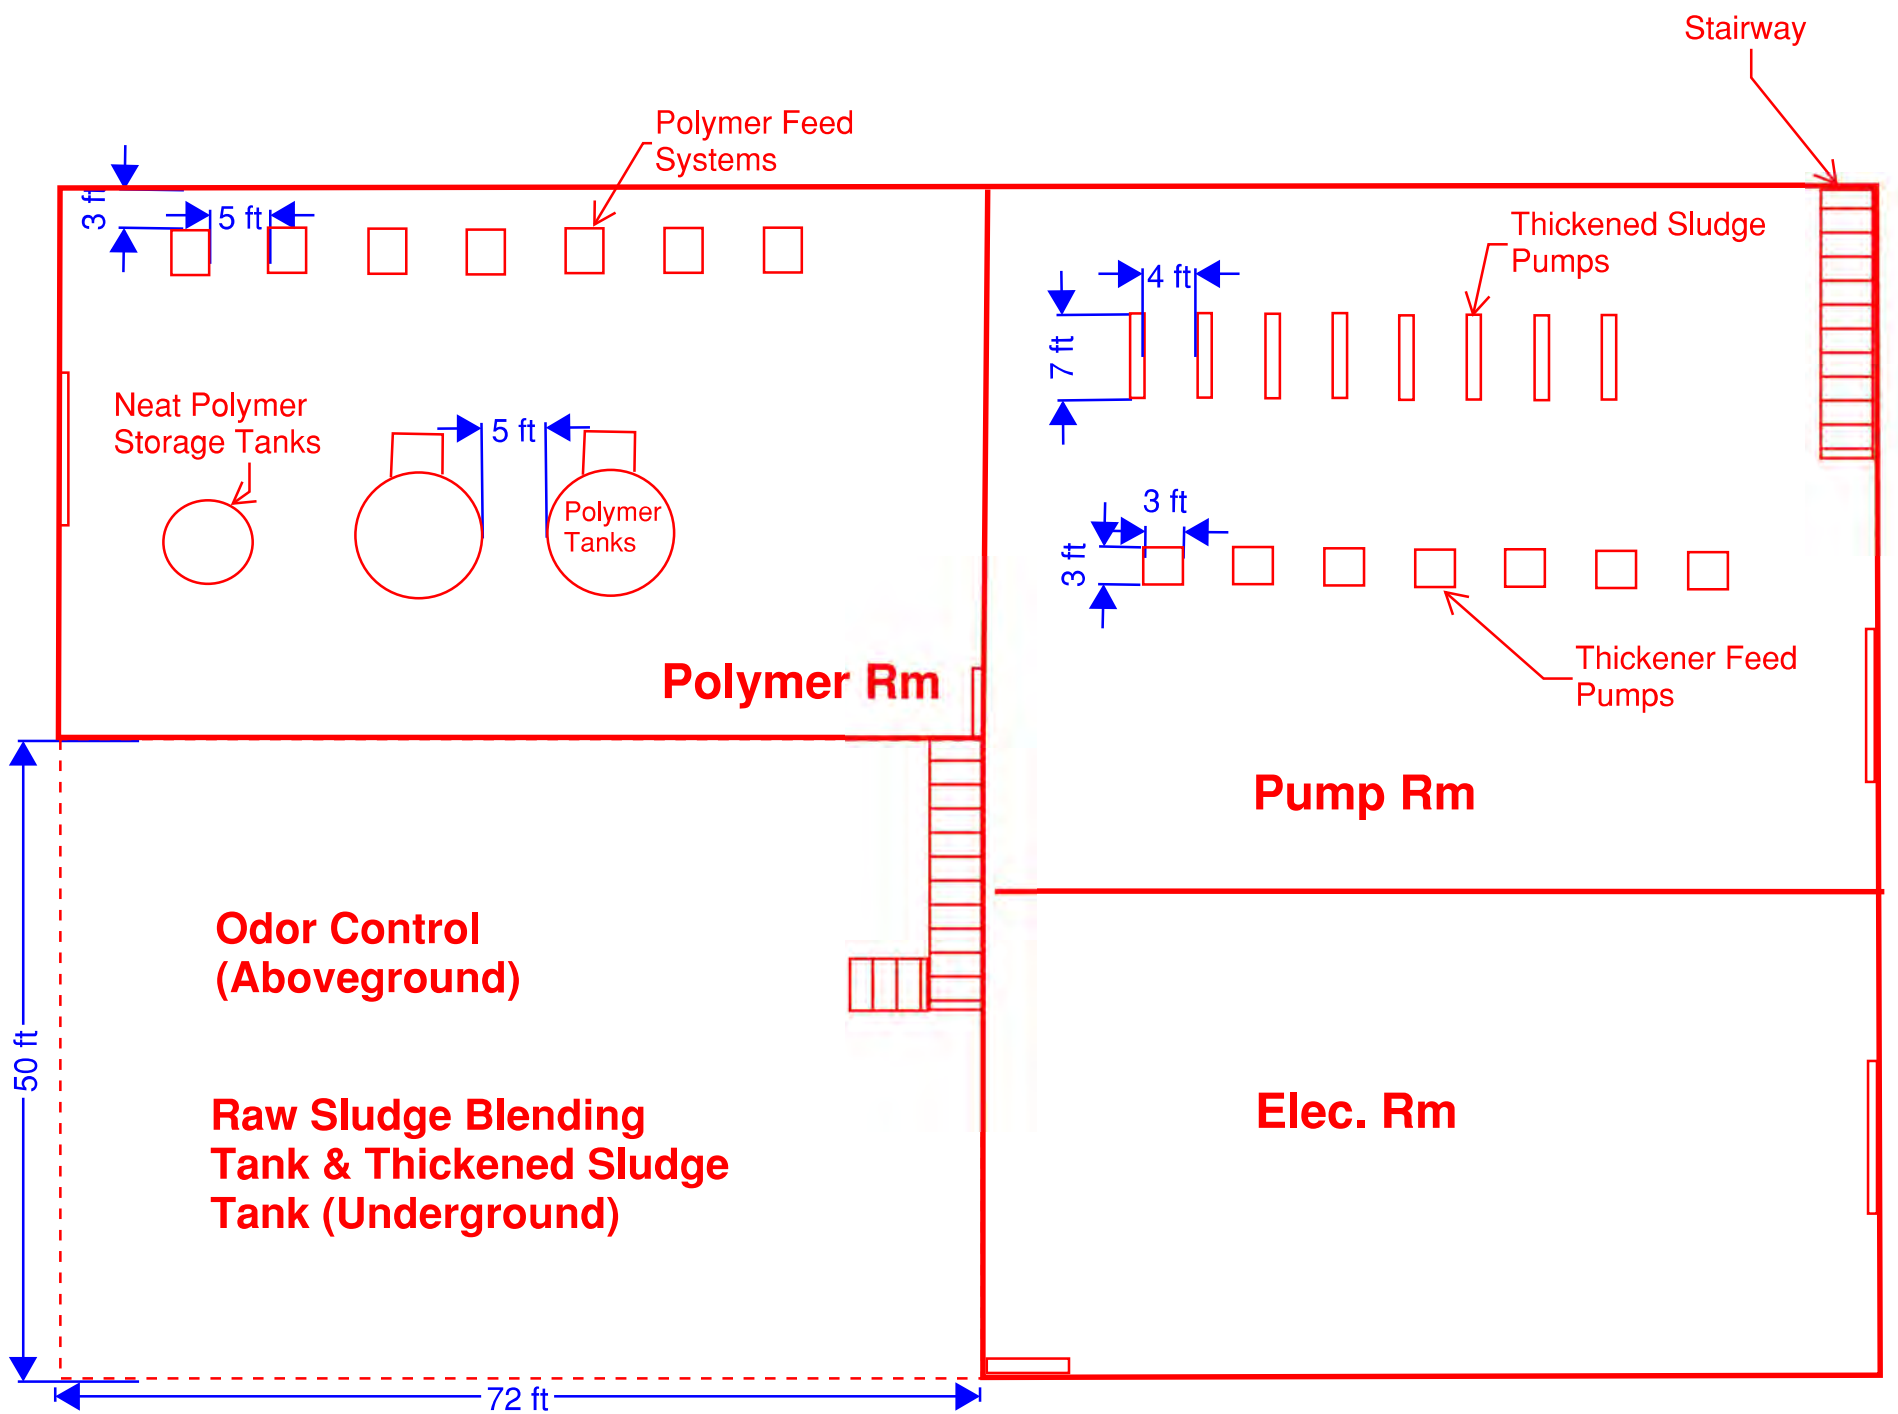 Stairway
Polymer Feed
Systems
3 ft
5 ft
Thickened Sludge
Pumps
4 ft
7 ft
Neat Polymer
Storage Tanks
5 ft
Polymer
Tanks
3 ft
3 ft
Thickener Feed
Pumps
Polymer Rm
Pump Rm
Odor Control
(Aboveground)
50 ft
Raw Sludge Blending
Tank & Thickened Sludge
Tank (Underground)
Elec. Rm
72 ft